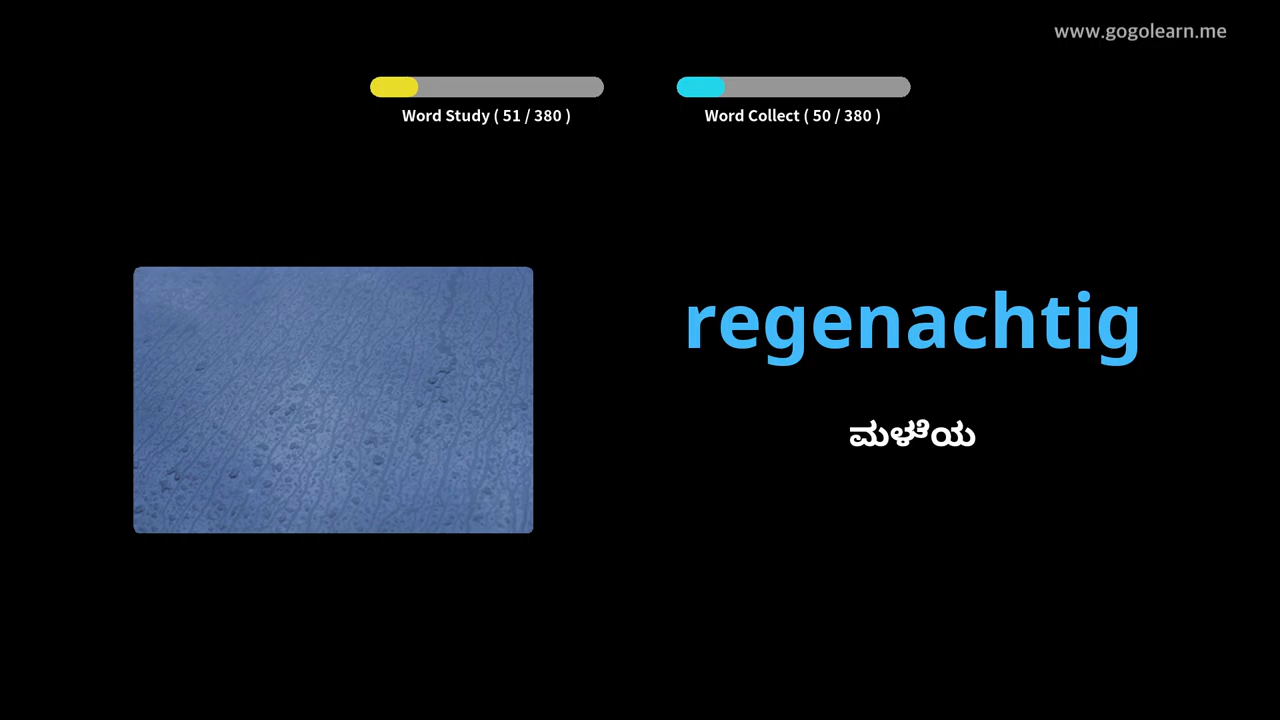 www.gogolearn.me
Word Study ( 51 / 380 )
Word Collect ( 50 / 380 )
regenachtig
ಮಳೆಯ